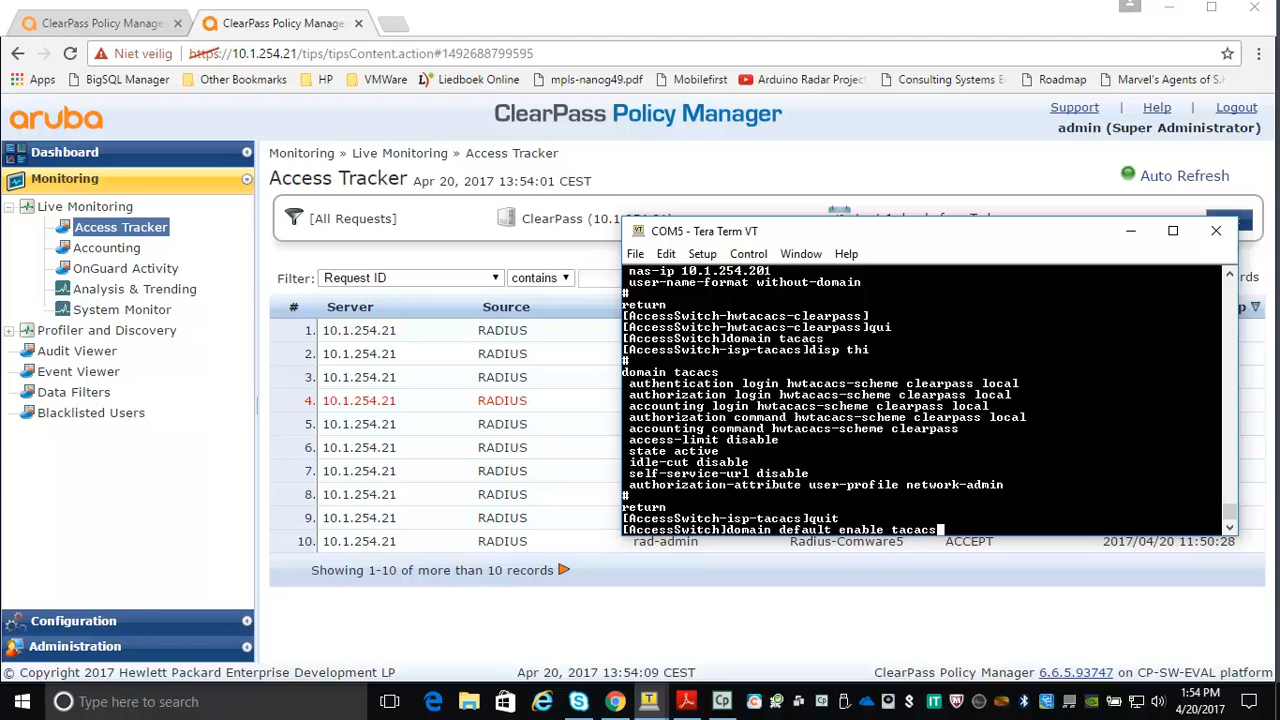 ClearPass Policy Manage
ClearPass Policy Manage
Niet veilig
https://10.1.254.21/tips/tipsContent.action#1492688799595
Apps
BigSQL Manager
Other Bookmarks
HP
VMWare
Liedboek Online
mpls-nanog49.pdf
Mobilefirst
Arduino Radar Projec
Consulting Systems E
Roadmap
Marvel's Agents of S.H
aruba
ClearPass Policy Manager
Support | Help | Logout
admin (Super Administrator)
Dashboard
Monitoring
Live Monitoring
Access Tracker
Accounting
OnGuard Activity
Analysis & Trending
System Monitor
Profiler and Discovery
Audit Viewer
Event Viewer
Data Filters
Blacklisted Users
Configuration
Administration
Monitoring » Live Monitoring » Access Tracker
Access Tracker Apr 20, 2017 13:54:01 CEST
Auto Refresh
[All Requests]
ClearPass (10.1
Filter: Request ID contains
# Server Source
1. 10.1.254.21 RADIUS
2. 10.1.254.21 RADIUS
3. 10.1.254.21 RADIUS
4. 10.1.254.21 RADIUS
5. 10.1.254.21 RADIUS
6. 10.1.254.21 RADIUS
7. 10.1.254.21 RADIUS
8. 10.1.254.21 RADIUS
9. 10.1.254.21 RADIUS
10. 10.1.254.21 RADIUS rad-admin Radius-Comware5 ACCEPT 2017/04/20 11:50:28
Showing 1-10 of more than 10 records
COM5 - Tera Term VT
File Edit Setup Control Window Help
nas-ip 10.1.254.201
user-name-format without-domain
#
return
[AccessSwitch-hwtacacs-clearpass]
[AccessSwitch-hwtacacs-clearpass]qui
[AccessSwitch]domain tacacs
[AccessSwitch-isp-tacacs]disp thi
#
domain tacacs
authentication login hwtacacs-scheme clearpass local
authorization login hwtacacs-scheme clearpass local
accounting login hwtacacs-scheme clearpass local
authorization command hwtacacs-scheme clearpass local
accounting command hwtacacs-scheme clearpass
access-limit disable
state active
idle-cut disable
self-service-url disable
authorization-attribute user-profile network-admin
#
return
[AccessSwitch-isp-tacacs]quit
[AccessSwitch]domain default enable tacacs
© Copyright 2017 Hewlett Packard Enterprise Development LP
Apr 20, 2017 13:54:09 CEST
ClearPass Policy Manager 6.6.5.93747 on CP-SW-EVAL platform
Type here to search
1:54 PM
4/20/2017